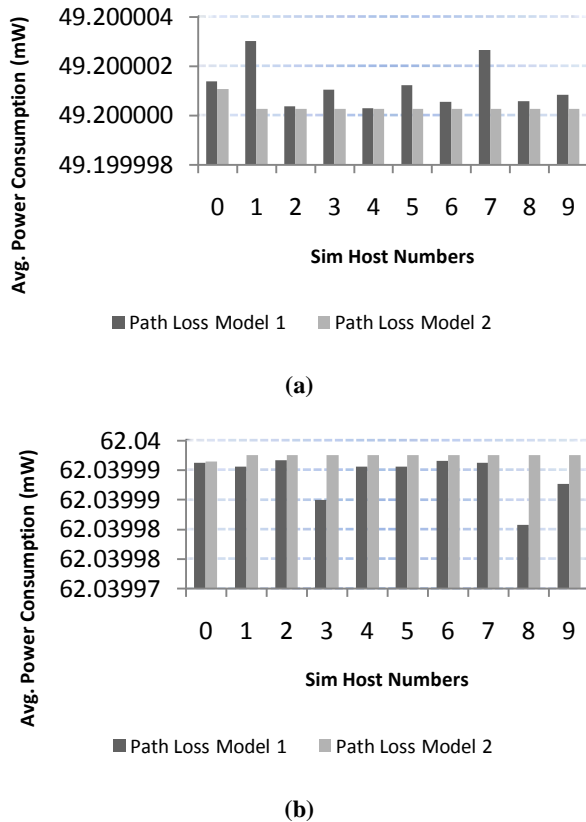 Avg. Power Consumption (mW)
49.200004
49.200002
49.200000
49.199998
0 1 2 3 4 5 6 7 8 9
Sim Host Numbers
Path Loss Model 1 Path Loss Model 2
(a)
Avg. Power Consumption (mW)
62.04
62.03999
62.03999
62.03998
62.03998
62.03997
0 1 2 3 4 5 6 7 8 9
Sim Host Numbers
Path Loss Model 1 Path Loss Model 2
(b)